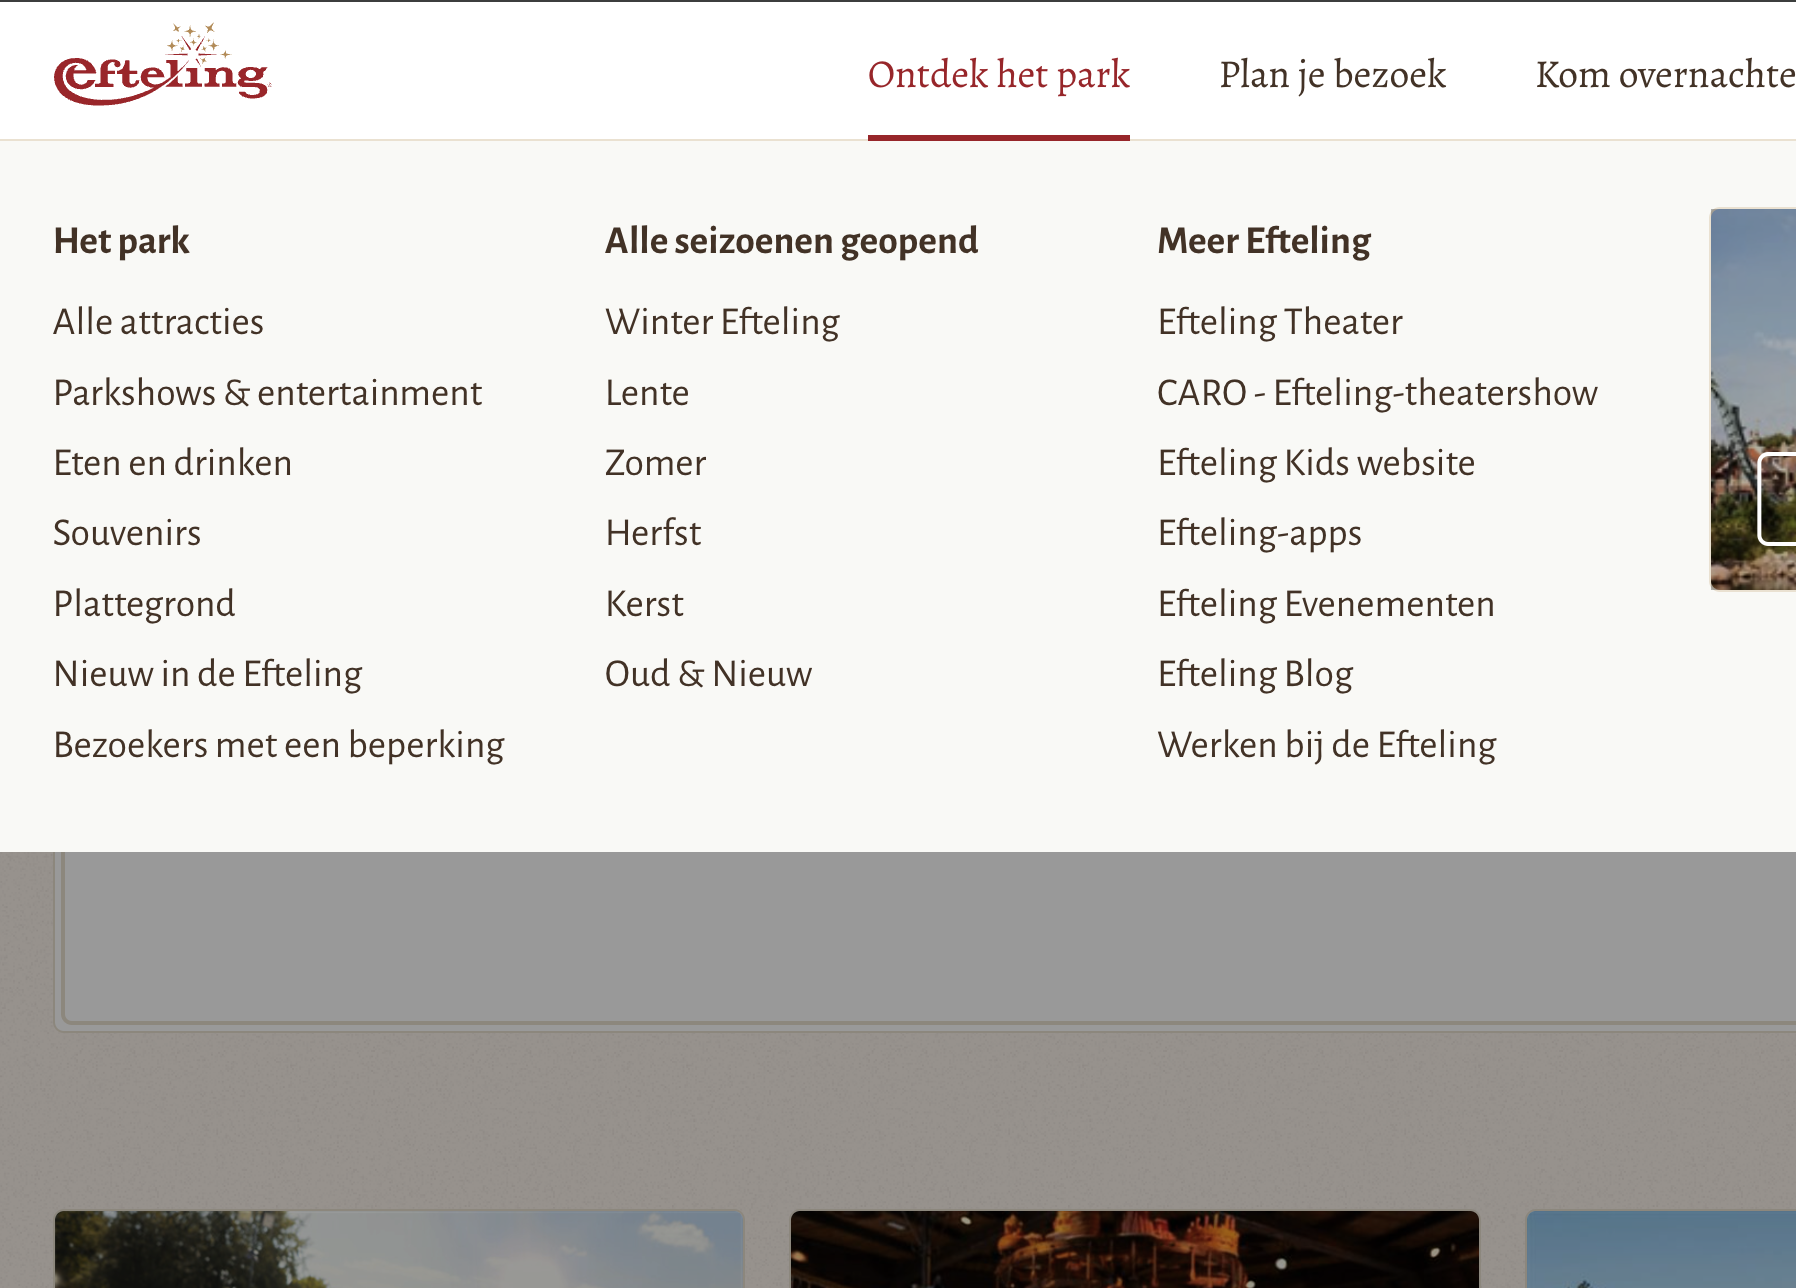 efteling
Ontdek het park
Plan je bezoek
Kom overnachte
Het park
Alle attracties
Parkshows & entertainment
Eten en drinken
Souvenirs
Plattegrond
Nieuw in de Efteling
Bezoekers met een beperking
Alle seizoenen geopend
Winter Efteling
Lente
Zomer
Herfst
Kerst
Oud & Nieuw
Meer Efteling
Efteling Theater
CARO - Efteling-theatershow
Efteling Kids website
Efteling-apps
Efteling Evenementen
Efteling Blog
Werken bij de Efteling